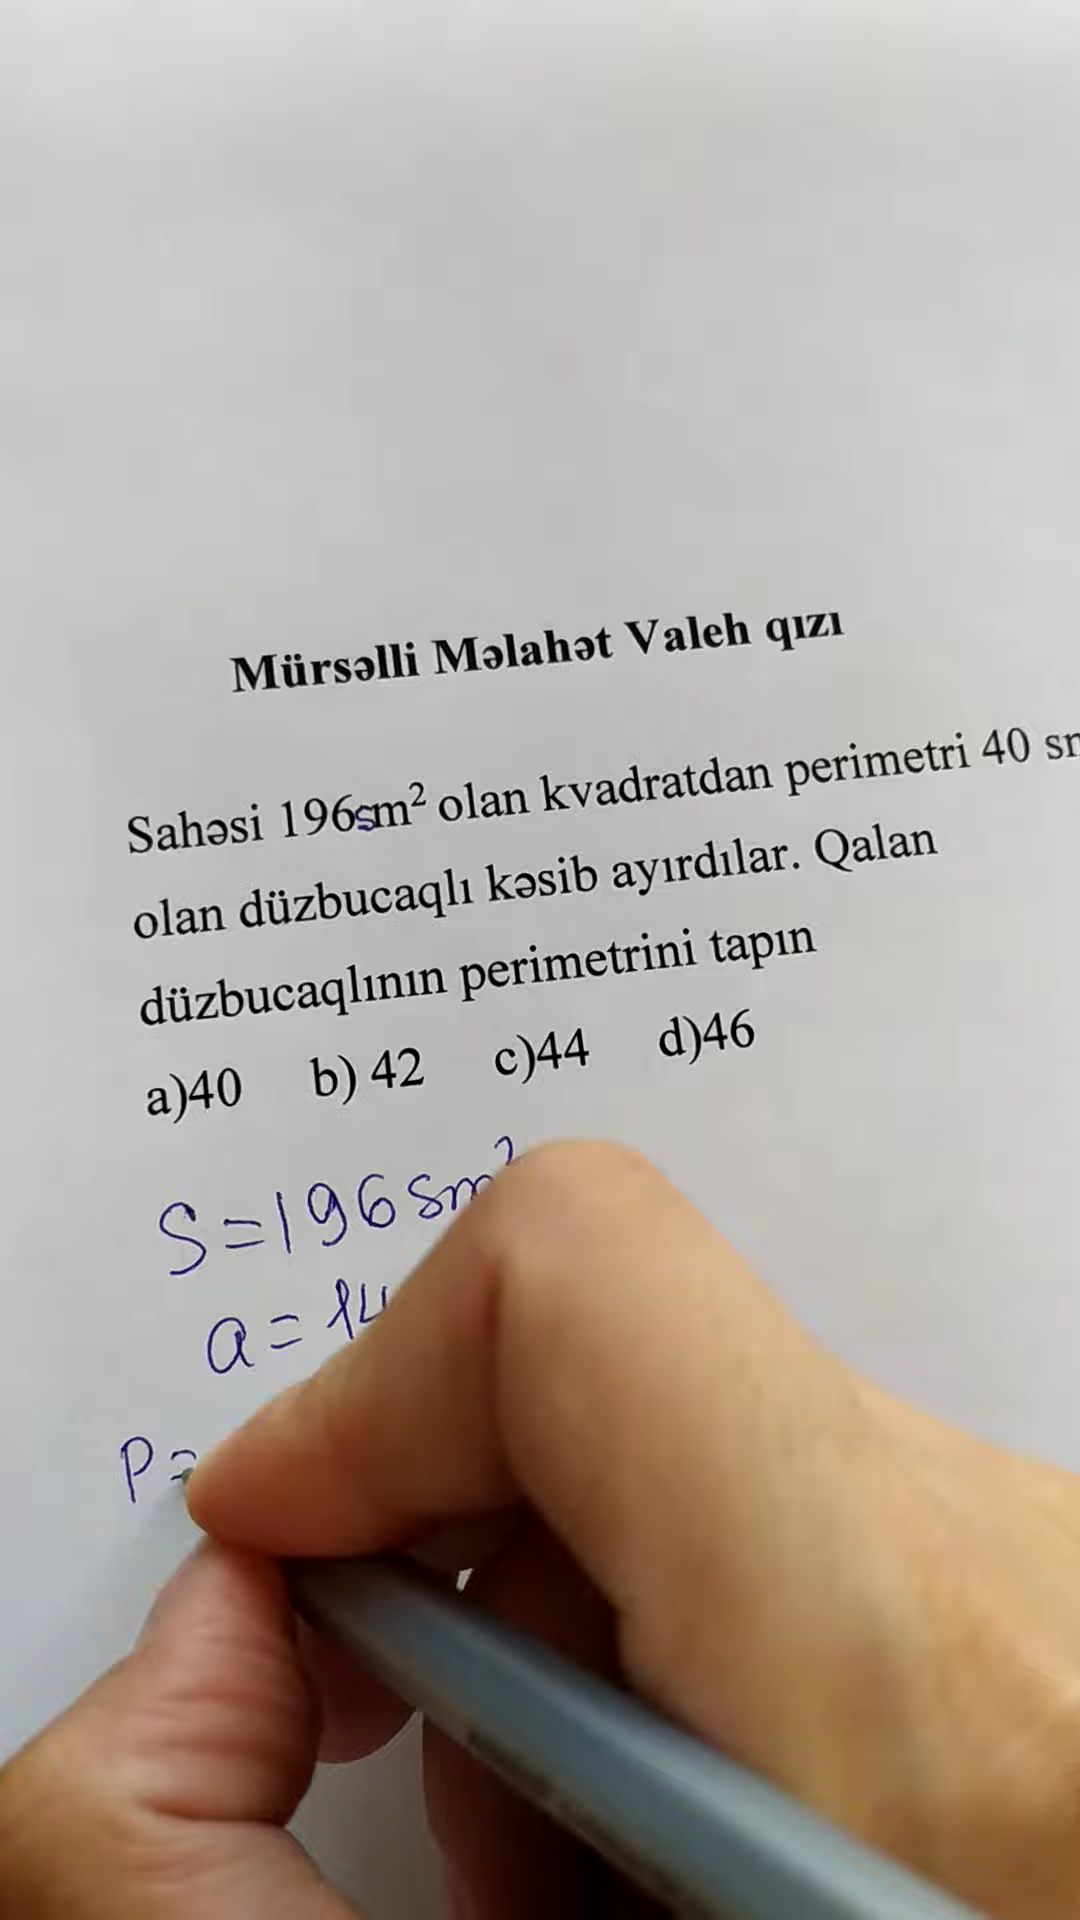 Mürsəlli Məlahət Valeh qızı
Sahəsi 196sm² olan kvadratdan perimetri 40
olan düzbucaqlı kəsib ayırdılar. Qalan
düzbucaqlının perimetrini tapın
a)40 b) 42 c)44 d)46
S=196 sm²
a=14
P=